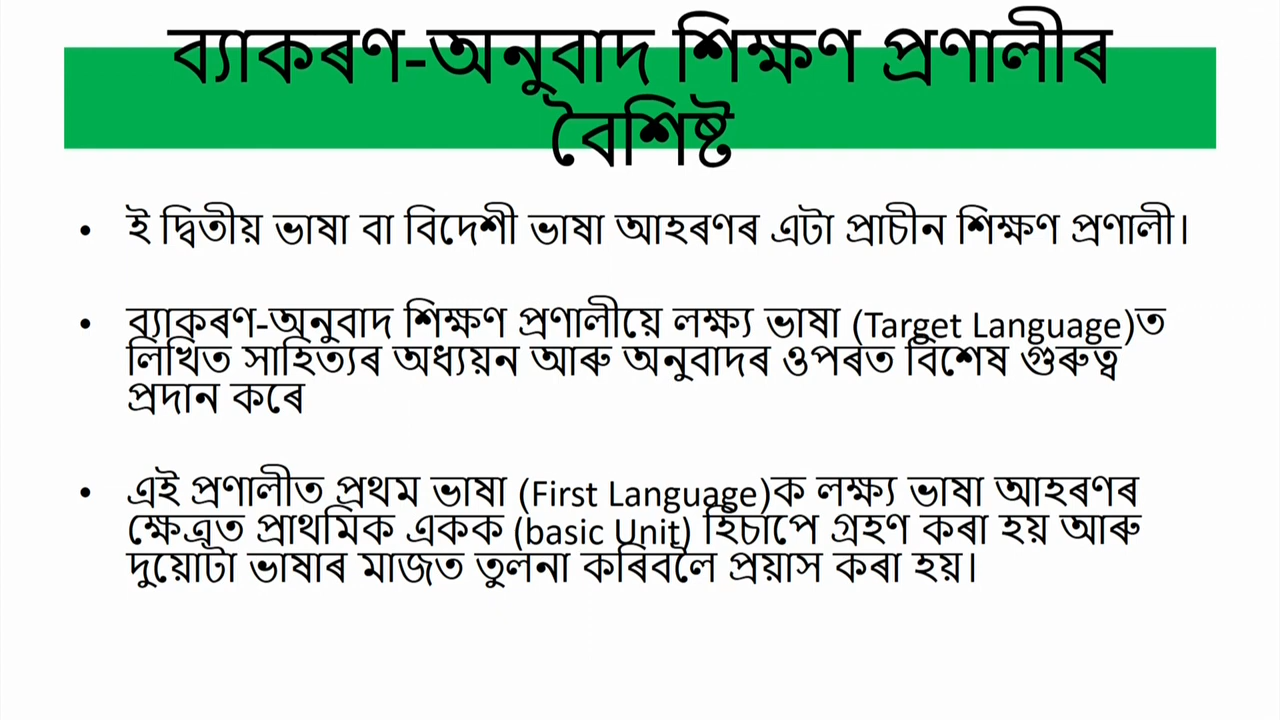 ব্যাকৰণ-অনুবাদ শিক্ষণ প্ৰণালীৰ
বৈশিষ্ট
• ই দ্বিতীয় ভাষা বা বিদেশী ভাষা আহৰণৰ এটা প্ৰাচীন শিক্ষণ প্ৰণালী।
• ব্যাকৰণ-অনুবাদ শিক্ষণ প্ৰণালীয়ে লক্ষ্য ভাষা (Target Language)ত
লিখিত সাহিত্যৰ অধ্যয়ন আৰু অনুবাদৰ ওপৰত বিশেষ গুৰুত্ব
প্ৰদান কৰে
• এই প্ৰণালীত প্ৰথম ভাষা (First Language)ক লক্ষ্য ভাষা আহৰণৰ
ক্ষেত্ৰত প্ৰাথমিক একক (basic Unit) হিচাপে গ্ৰহণ কৰা হয় আৰু
দুয়োটা ভাষাৰ মাজত তুলনা কৰিবলৈ প্ৰয়াস কৰা হয়।